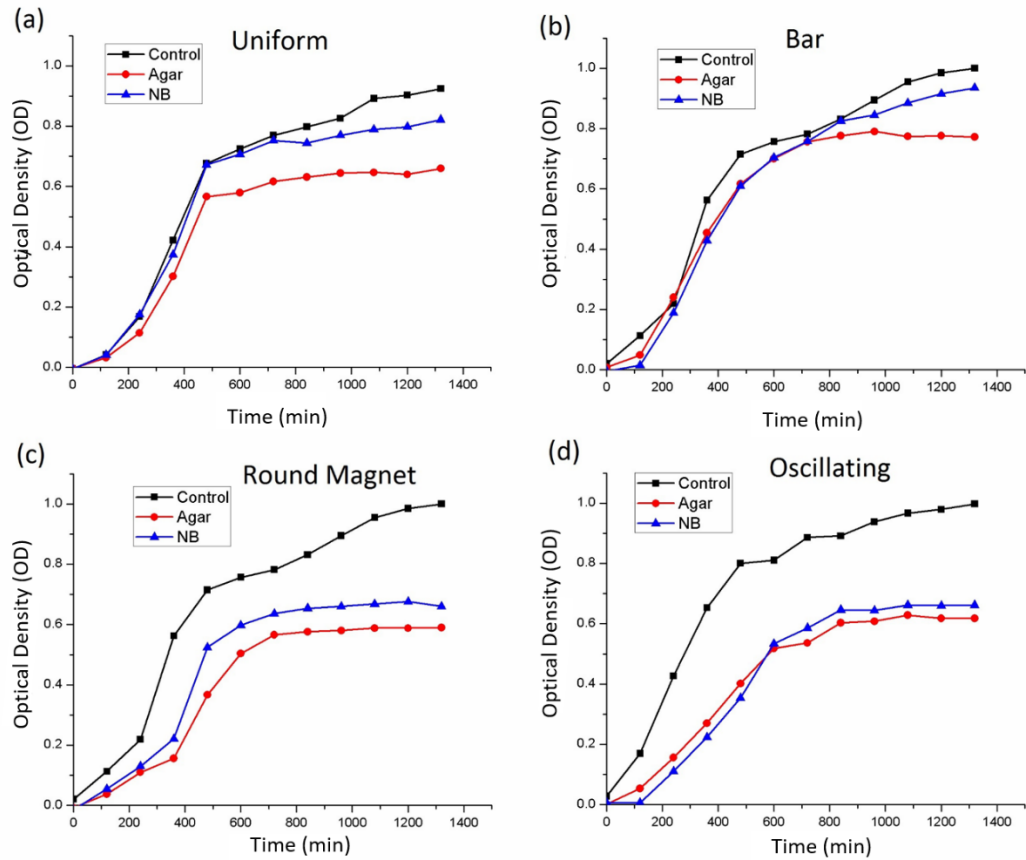 (a)
Uniform
Control
Agar
NB
Optical Density (OD)
1.0
0.8
0.6
0.4
0.2
0.0
0 200 400 600 800 1000 1200 1400
Time (min)
(b)
Bar
Control
Agar
NB
Optical Density (OD)
1.0
0.8
0.6
0.4
0.2
0.0
0 200 400 600 800 1000 1200 1400
Time (min)
(c)
Round Magnet
Control
Agar
NB
Optical Density (OD)
1.0
0.8
0.6
0.4
0.2
0.0
0 200 400 600 800 1000 1200 1400
Time (min)
(d)
Oscillating
Control
Agar
NB
Optical Density (OD)
1.0
0.8
0.6
0.4
0.2
0.0
0 200 400 600 800 1000 1200 1400
Time (min)